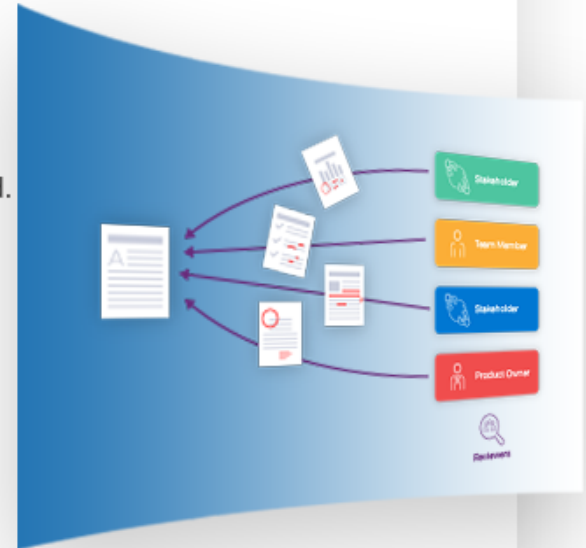 l.
A
Stakeholder
Team Member
Stakeholder
Product Owner
Reviewers